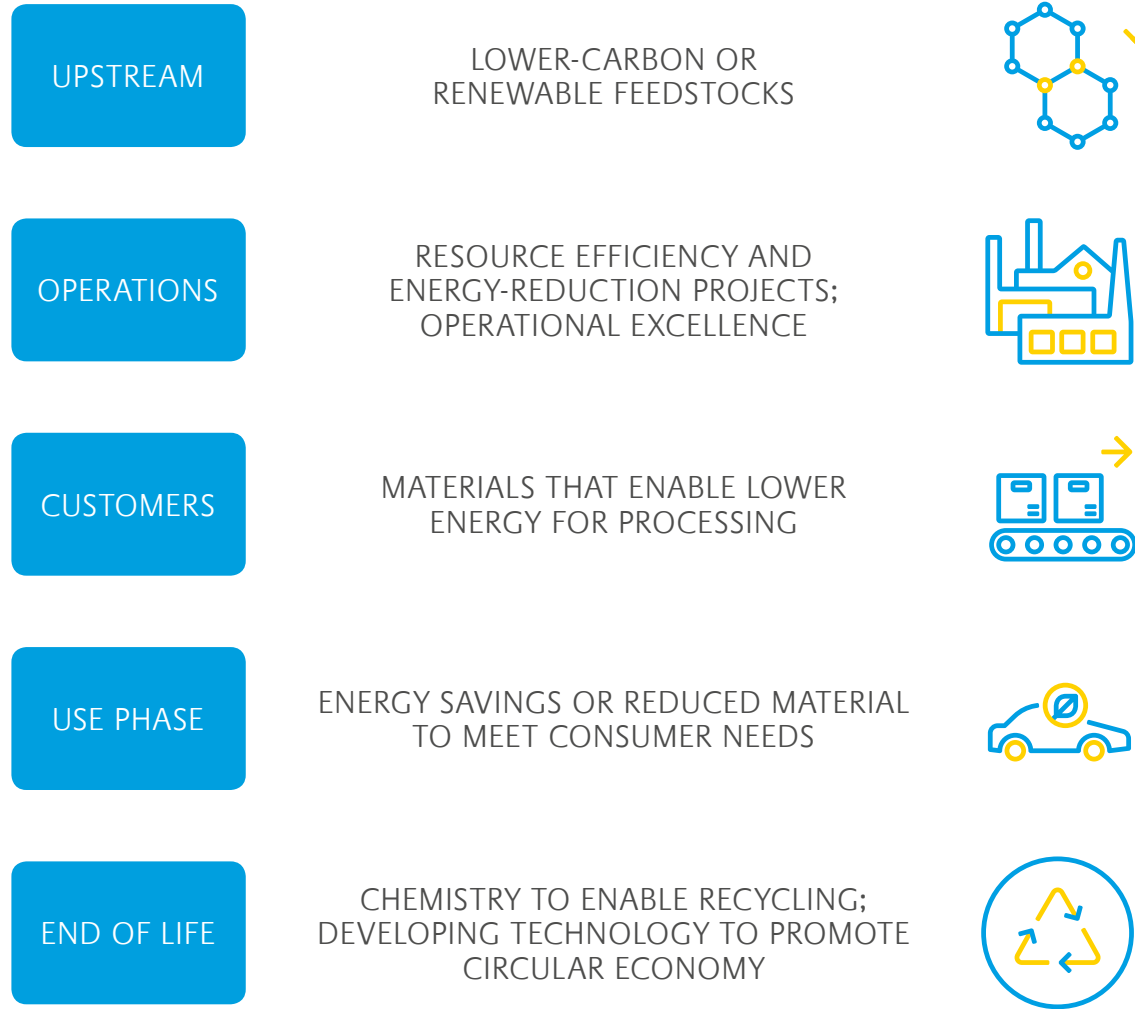 UPSTREAM
LOWER-CARBON OR
RENEWABLE FEEDSTOCKS
OPERATIONS
RESOURCE EFFICIENCY AND
ENERGY-REDUCTION PROJECTS;
OPERATIONAL EXCELLENCE
CUSTOMERS
MATERIALS THAT ENABLE LOWER
ENERGY FOR PROCESSING
USE PHASE
ENERGY SAVINGS OR REDUCED MATERIAL
TO MEET CONSUMER NEEDS
END OF LIFE
CHEMISTRY TO ENABLE RECYCLING;
DEVELOPING TECHNOLOGY TO PROMOTE
CIRCULAR ECONOMY